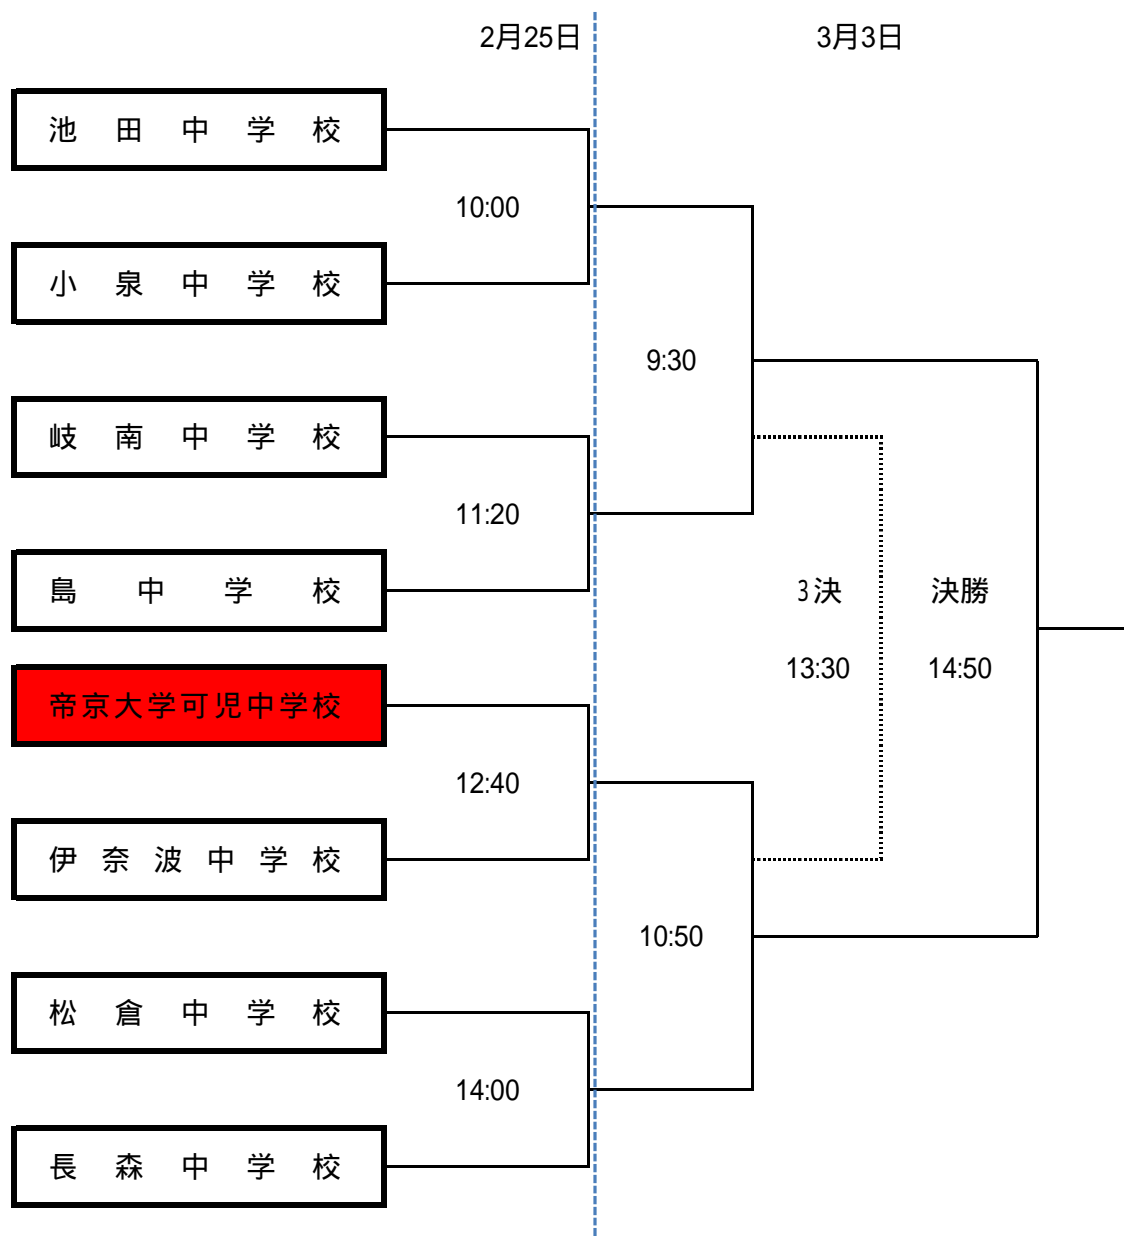 2月25日
3月3日
池田中学校
10:00
小泉中学校
9:30
岐南中学校
11:20
島中学校
3決
決勝
13:30
14:50
帝京大学可児中学校
12:40
伊奈波中学校
10:50
松倉中学校
14:00
長森中学校